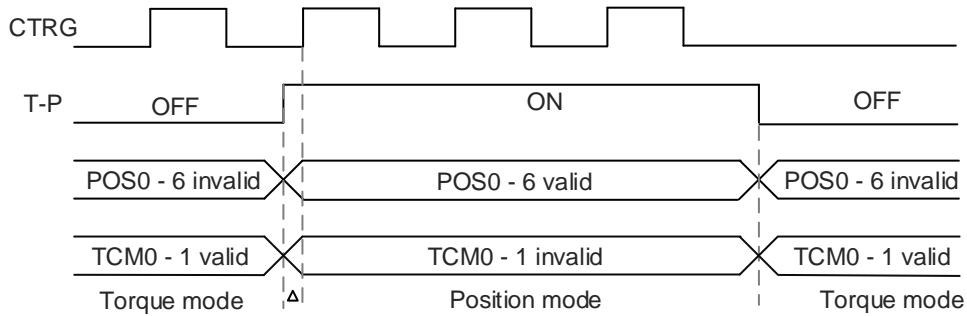 CTRG
T-P OFF ON OFF
POS0 - 6 invalid POS0 - 6 valid POS0 - 6 invalid
TCM0 - 1 valid TCM0 - 1 invalid TCM0 - 1 valid
Torque mode Δ Position mode Torque mode